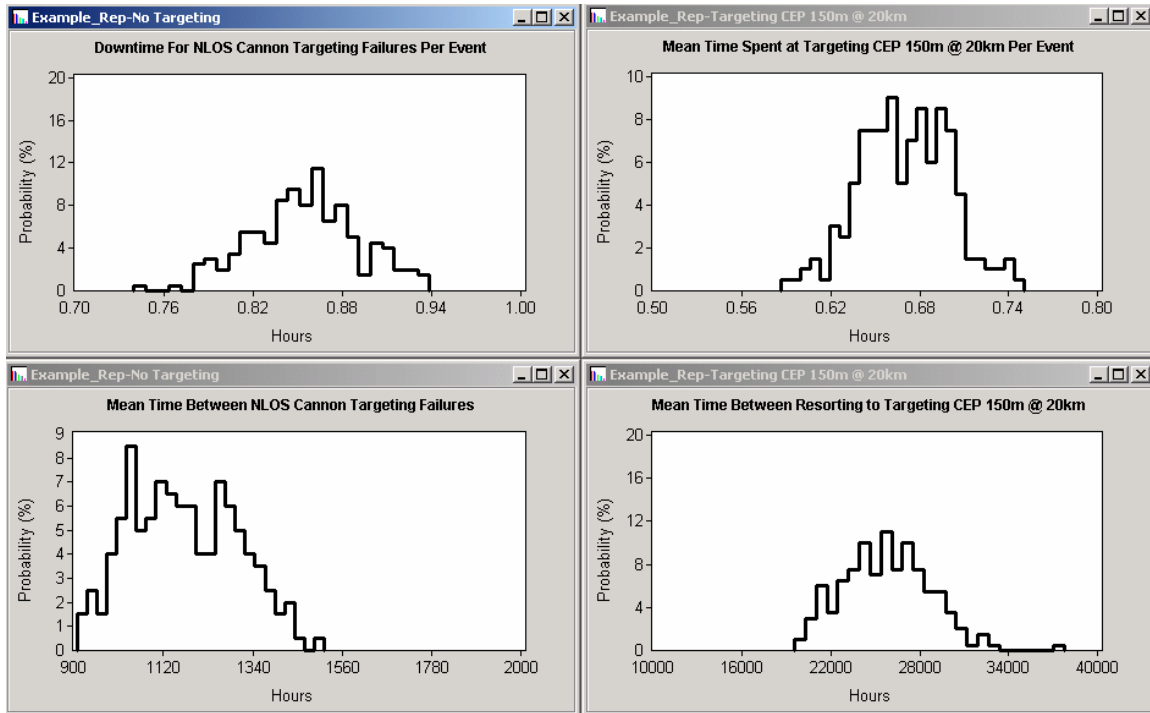 Example_Rep-No Targeting
Downtime For NLOS Cannon Targeting Failures Per Event
20
16
12
8
4
0
Probability (%)
0.70 0.76 0.82 0.88 0.94 1.00
Hours
Example_Rep-Targeting CEP 150m @ 20km
Mean Time Spent at Targeting CEP 150m @ 20km Per Event
10
8
6
4
2
0
Probability (%)
0.50 0.56 0.62 0.68 0.74 0.80
Hours
Example_Rep-No Targeting
Mean Time Between NLOS Cannon Targeting Failures
9
8
7
6
5
4
3
2
1
0
Probability (%)
900 1120 1340 1560 1780 2000
Hours
Example_Rep-Targeting CEP 150m @ 20km
Mean Time Between Resorting to Targeting CEP 150m @ 20km
20
16
12
8
4
0
Probability (%)
10000 16000 22000 28000 34000 40000
Hours